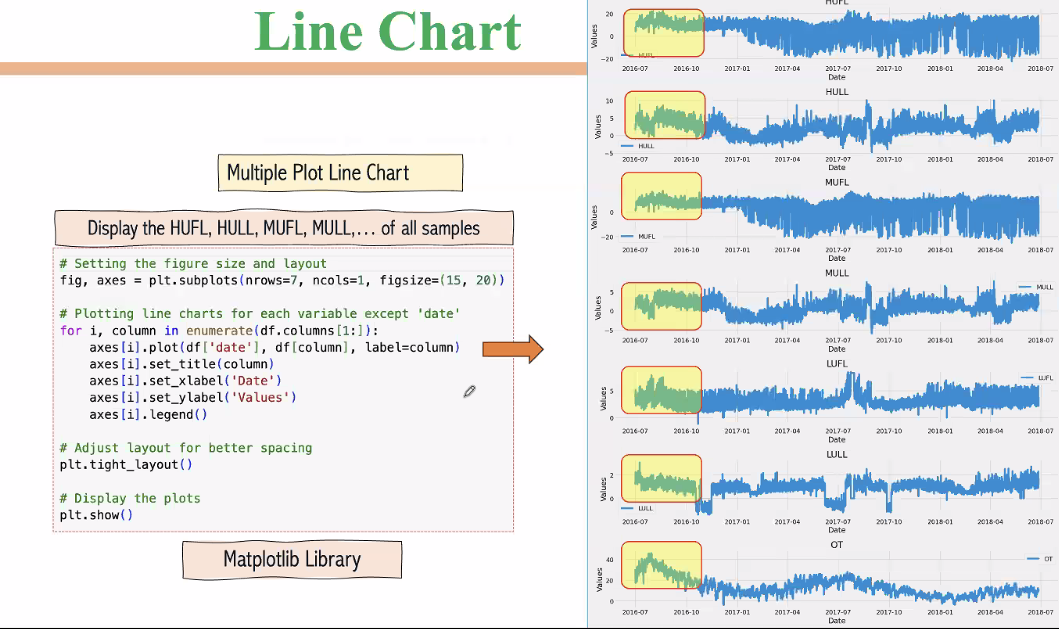 Line Chart
Multiple Plot Line Chart
Display the HUFL, HULL, MUFL, MULL,... of all samples
# Setting the figure size and layout
fig, axes = plt.subplots(nrows=7, ncols=1, figsize=(15, 20))
# Plotting line charts for each variable except 'date'
for i, column in enumerate(df.columns[1:]):
axes[i].plot(df['date'], df[column], label=column)
axes[i].set_title(column)
axes[i].set_xlabel('Date')
axes[i].set_ylabel('Values')
axes[i].legend()
# Adjust layout for better spacing
plt.tight_layout()
# Display the plots
plt.show()
Matplotlib Library
HUFL
Values
20
0
−20
HUFL
2016-07 2016-10 2017-01 2017-04 2017-07 2017-10 2018-01 2018-04 2018-07
Date
HULL
Values
10
5
0
−5
HULL
2016-07 2016-10 2017-01 2017-04 2017-07 2017-10 2018-01 2018-04 2018-07
Date
MUFL
Values
0
−20
MUFL
2016-07 2016-10 2017-01 2017-04 2017-07 2017-10 2018-01 2018-04 2018-07
Date
MULL
Values
5
0
−5
MULL
2016-07 2016-10 2017-01 2017-04 2017-07 2017-10 2018-01 2018-04 2018-07
Date
LUFL
Values
5
0
LUFL
2016-07 2016-10 2017-01 2017-04 2017-07 2017-10 2018-01 2018-04 2018-07
Date
LULL
Values
2
0
LULL
2016-07 2016-10 2017-01 2017-04 2017-07 2017-10 2018-01 2018-04 2018-07
Date
OT
Values
40
20
0
OT
2016-07 2016-10 2017-01 2017-04 2017-07 2017-10 2018-01 2018-04 2018-07
Date